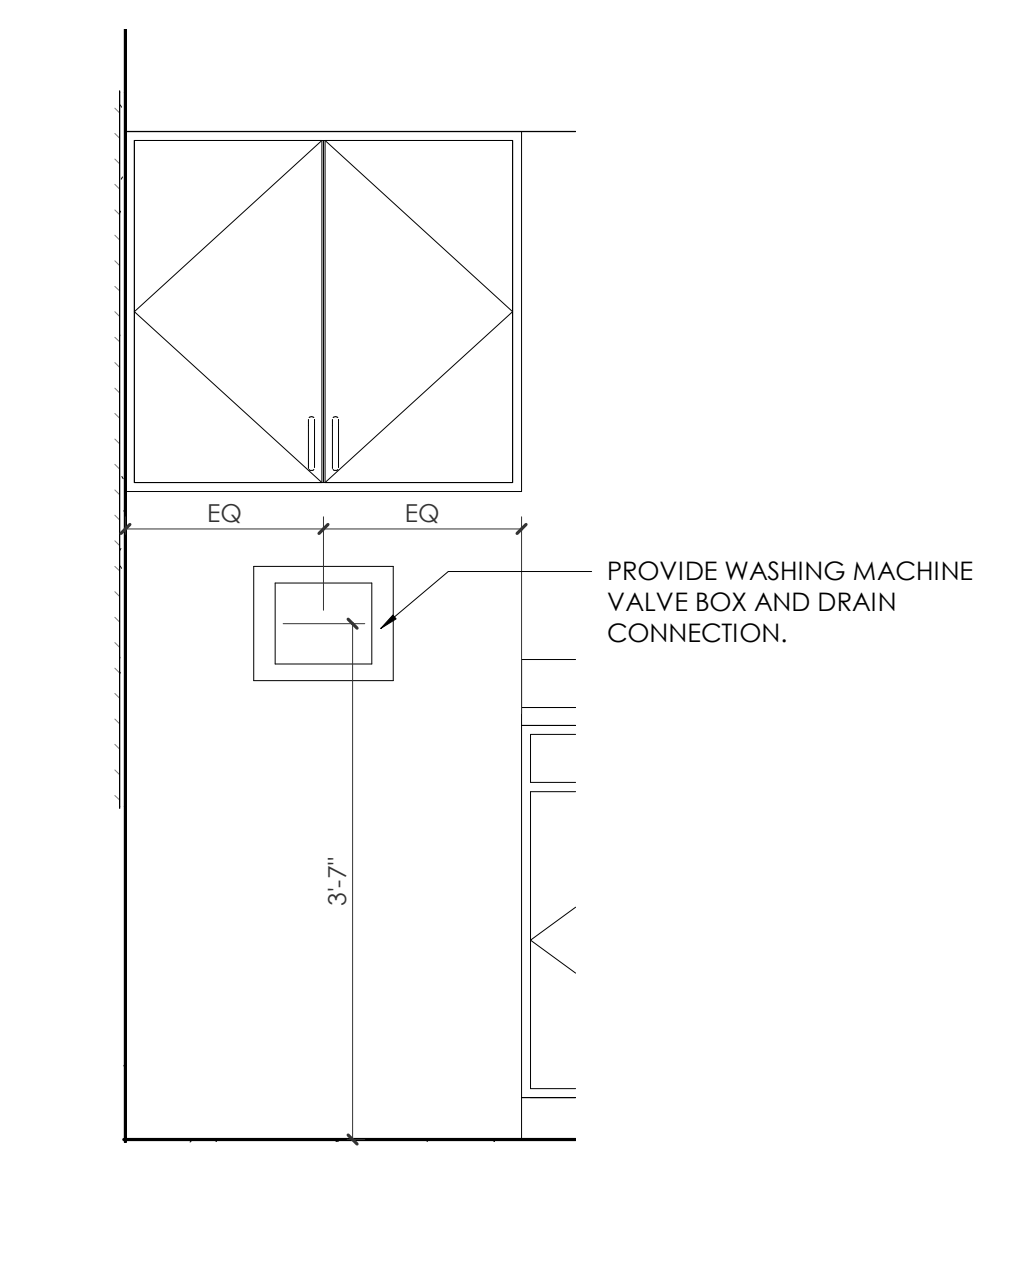 EQ
EQ
PROVIDE WASHING MACHINE
VALVE BOX AND DRAIN
CONNECTION.
3'-7"